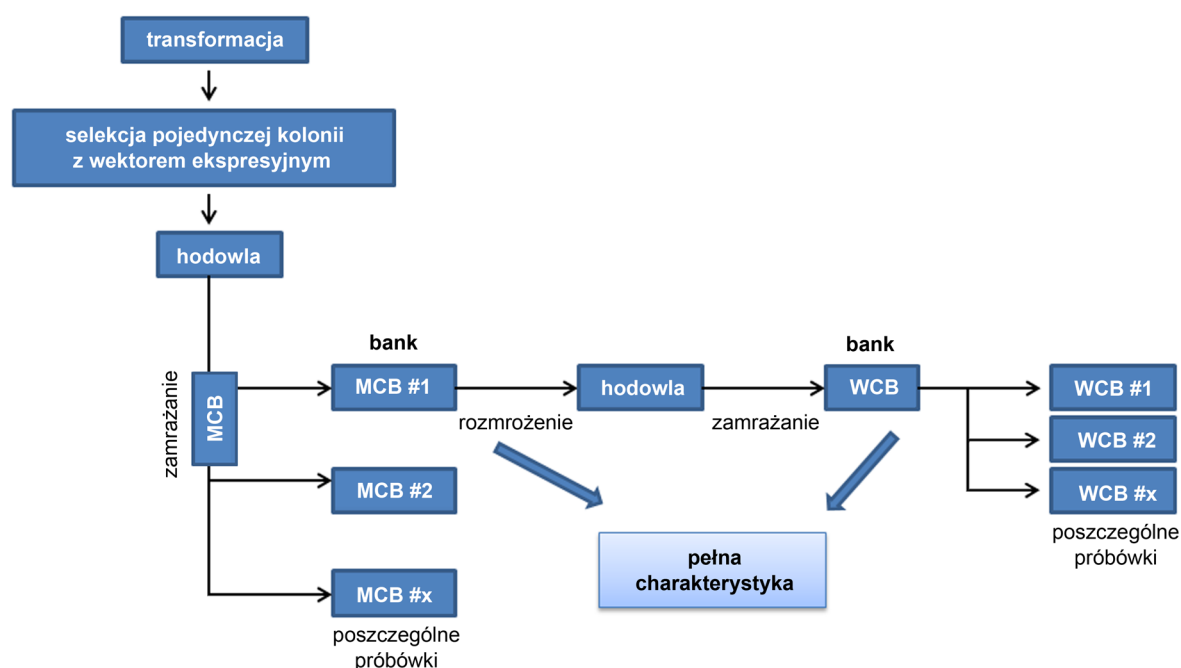 transformacja
selekcja pojedynczej kolonii
z wektorem ekspresyjnym
hodowla
zamrażanie
MCB
bank
MCB #1
rozmrożenie
hodowla
zamrażanie
bank
WCB
WCB #1
WCB #2
WCB #x
poszczególne
próbówki
MCB #2
MCB #x
poszczególne
próbówki
pełna
charakterystyka